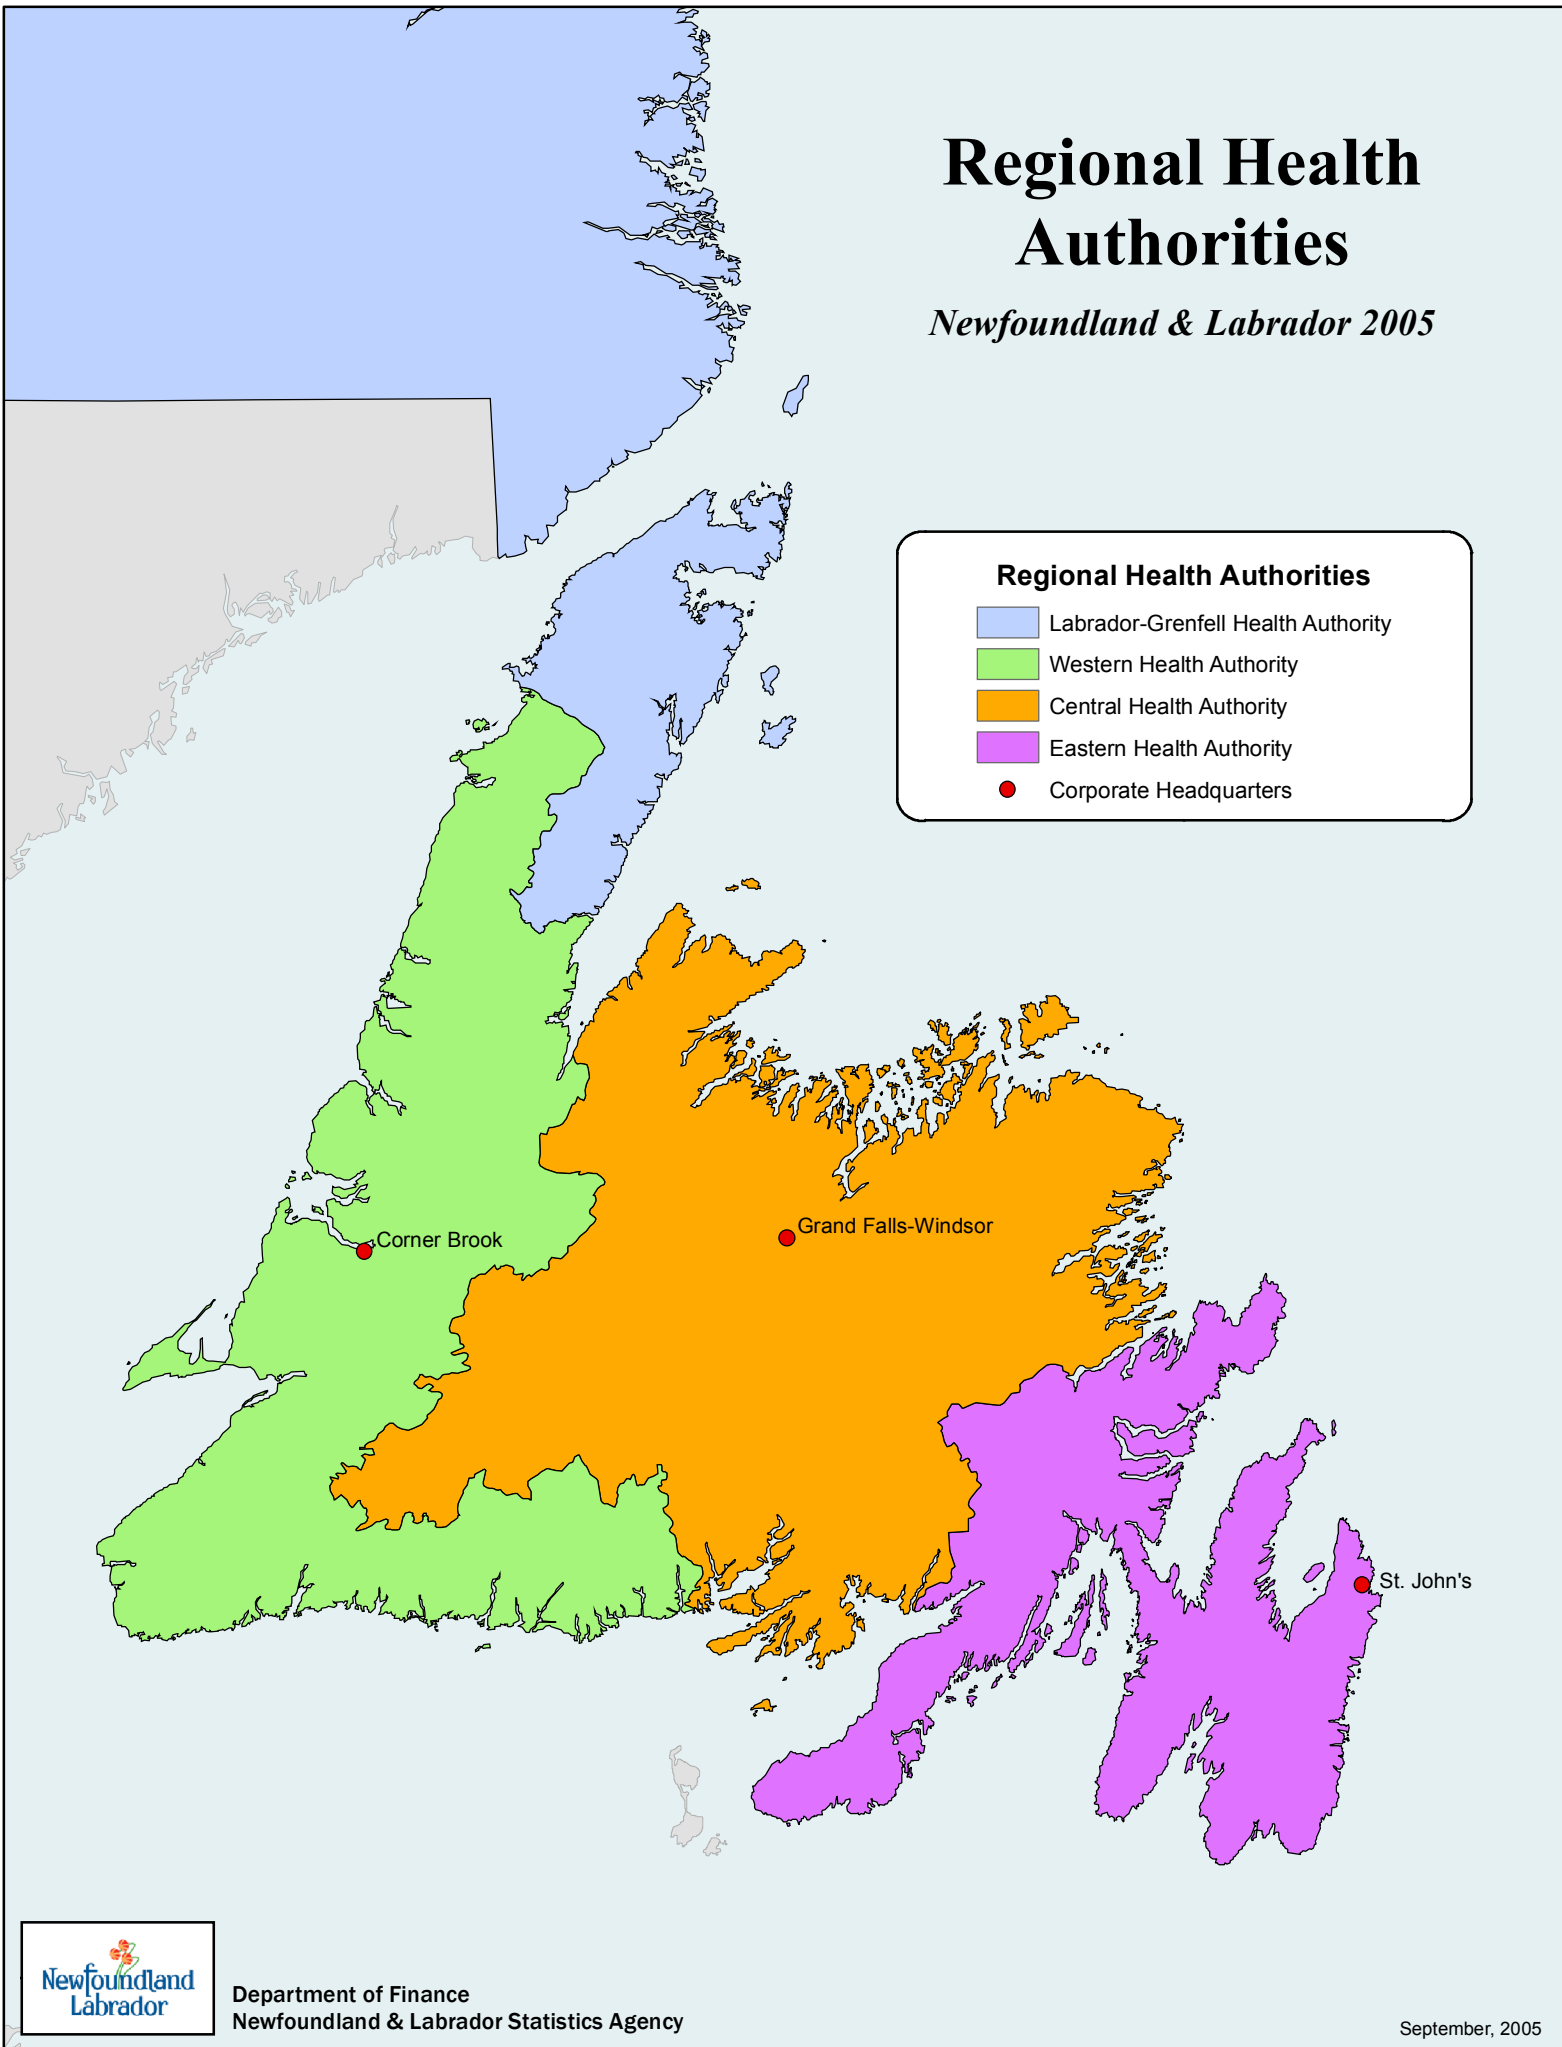 Regional Health
Authorities
Newfoundland & Labrador 2005
Regional Health Authorities
Labrador-Grenfell Health Authority
Western Health Authority
Central Health Authority
Eastern Health Authority
Corporate Headquarters
Grand Falls-Windsor
Corner Brook
St. John's
Newfoundland
Labrador
Department of Finance
Newfoundland & Labrador Statistics Agency
September, 2005